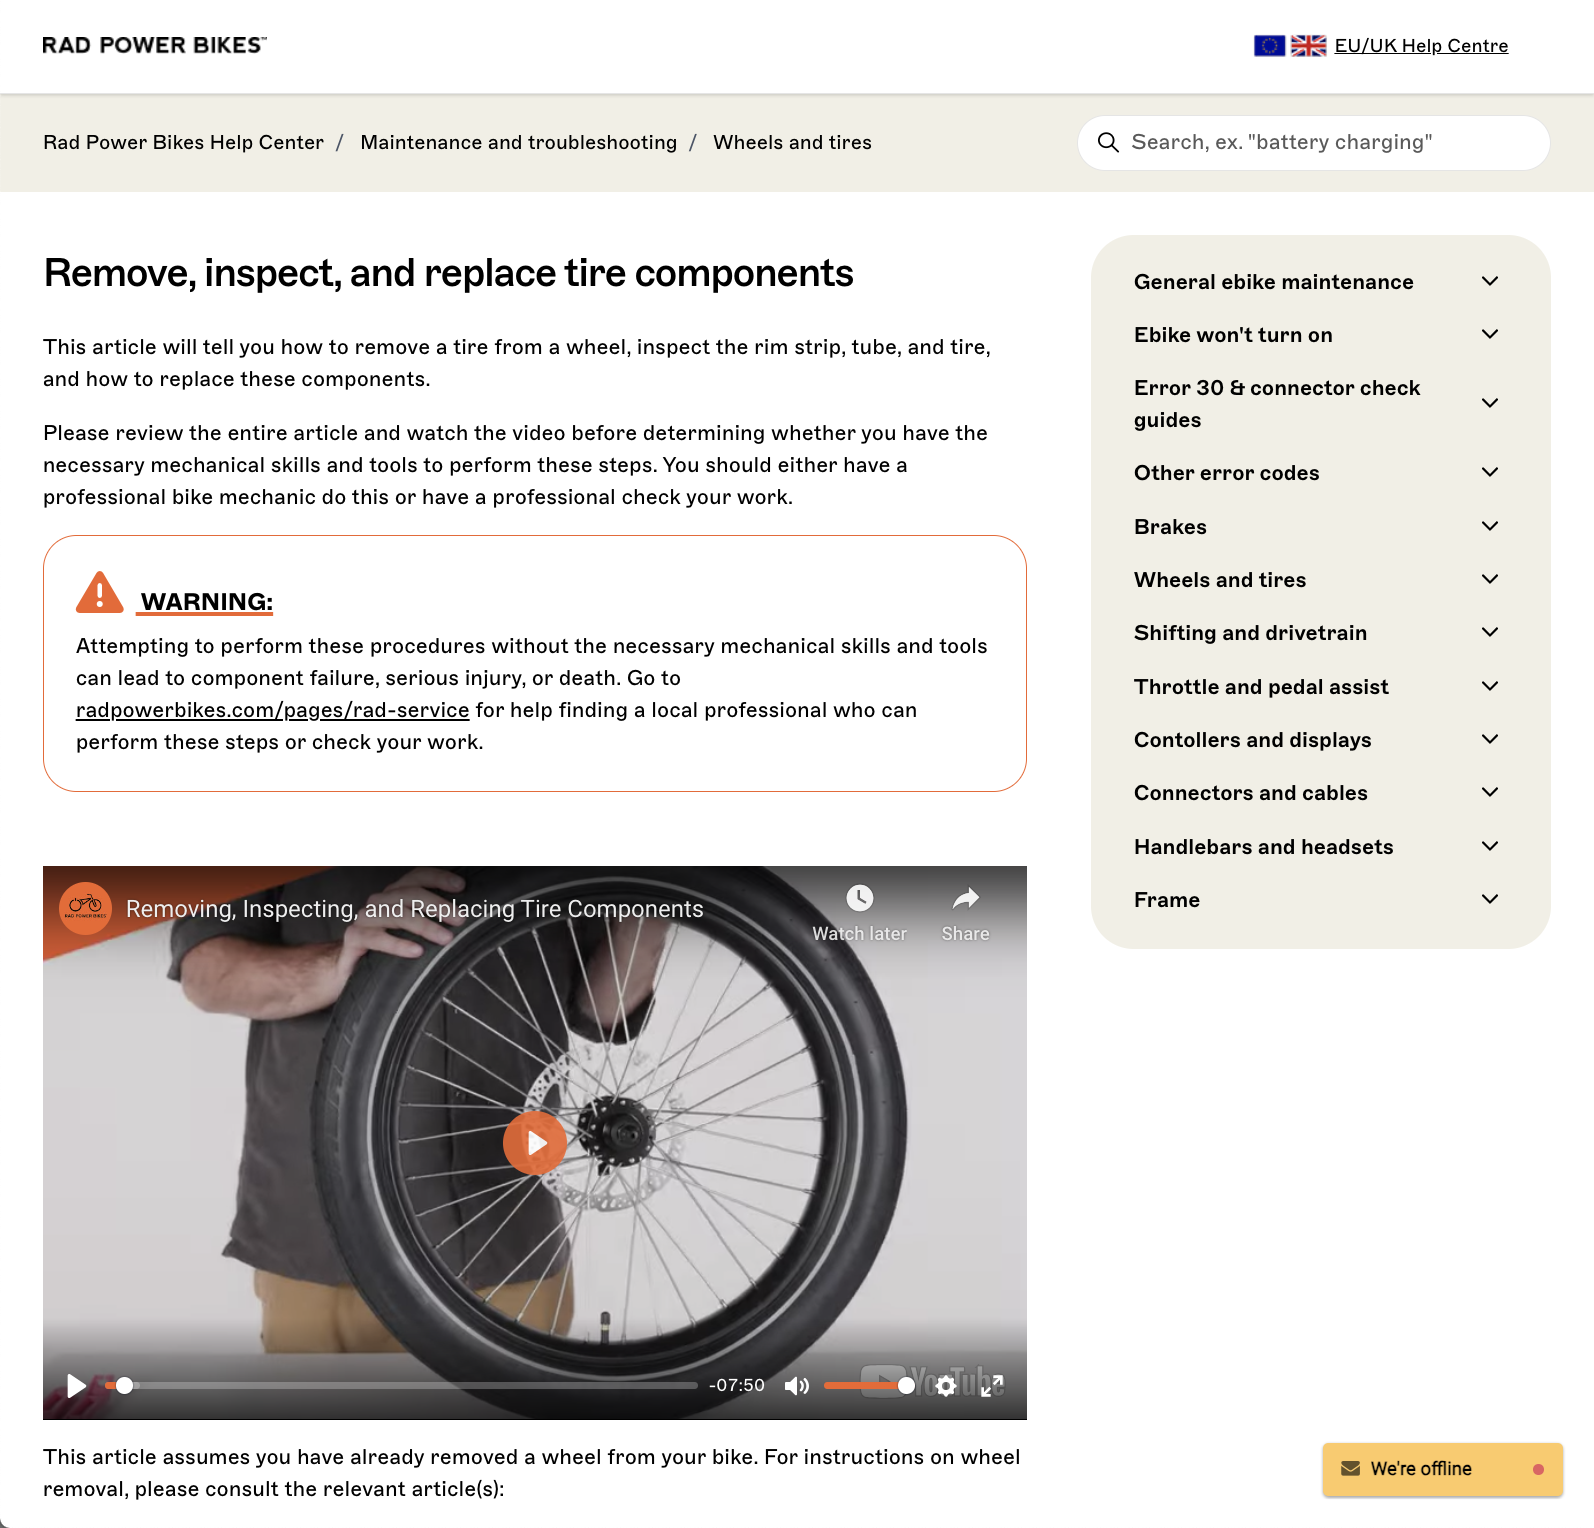 RAD POWER BIKES™
EU/UK Help Centre
Rad Power Bikes Help Center / Maintenance and troubleshooting / Wheels and tires
Search, ex. "battery charging"
Remove, inspect, and replace tire components
This article will tell you how to remove a tire from a wheel, inspect the rim strip, tube, and tire,
and how to replace these components.
Please review the entire article and watch the video before determining whether you have the
necessary mechanical skills and tools to perform these steps. You should either have a
professional bike mechanic do this or have a professional check your work.
WARNING:
Attempting to perform these procedures without the necessary mechanical skills and tools
can lead to component failure, serious injury, or death. Go to
radpowerbikes.com/pages/rad-service for help finding a local professional who can
perform these steps or check your work.
RAD POWER BIKES
Removing, Inspecting, and Replacing Tire Components
Watch later
Share
-07:50
YouTube
This article assumes you have already removed a wheel from your bike. For instructions on wheel
removal, please consult the relevant article(s):
General ebike maintenance
Ebike won't turn on
Error 30 & connector check
guides
Other error codes
Brakes
Wheels and tires
Shifting and drivetrain
Throttle and pedal assist
Contollers and displays
Connectors and cables
Handlebars and headsets
Frame
We're offline